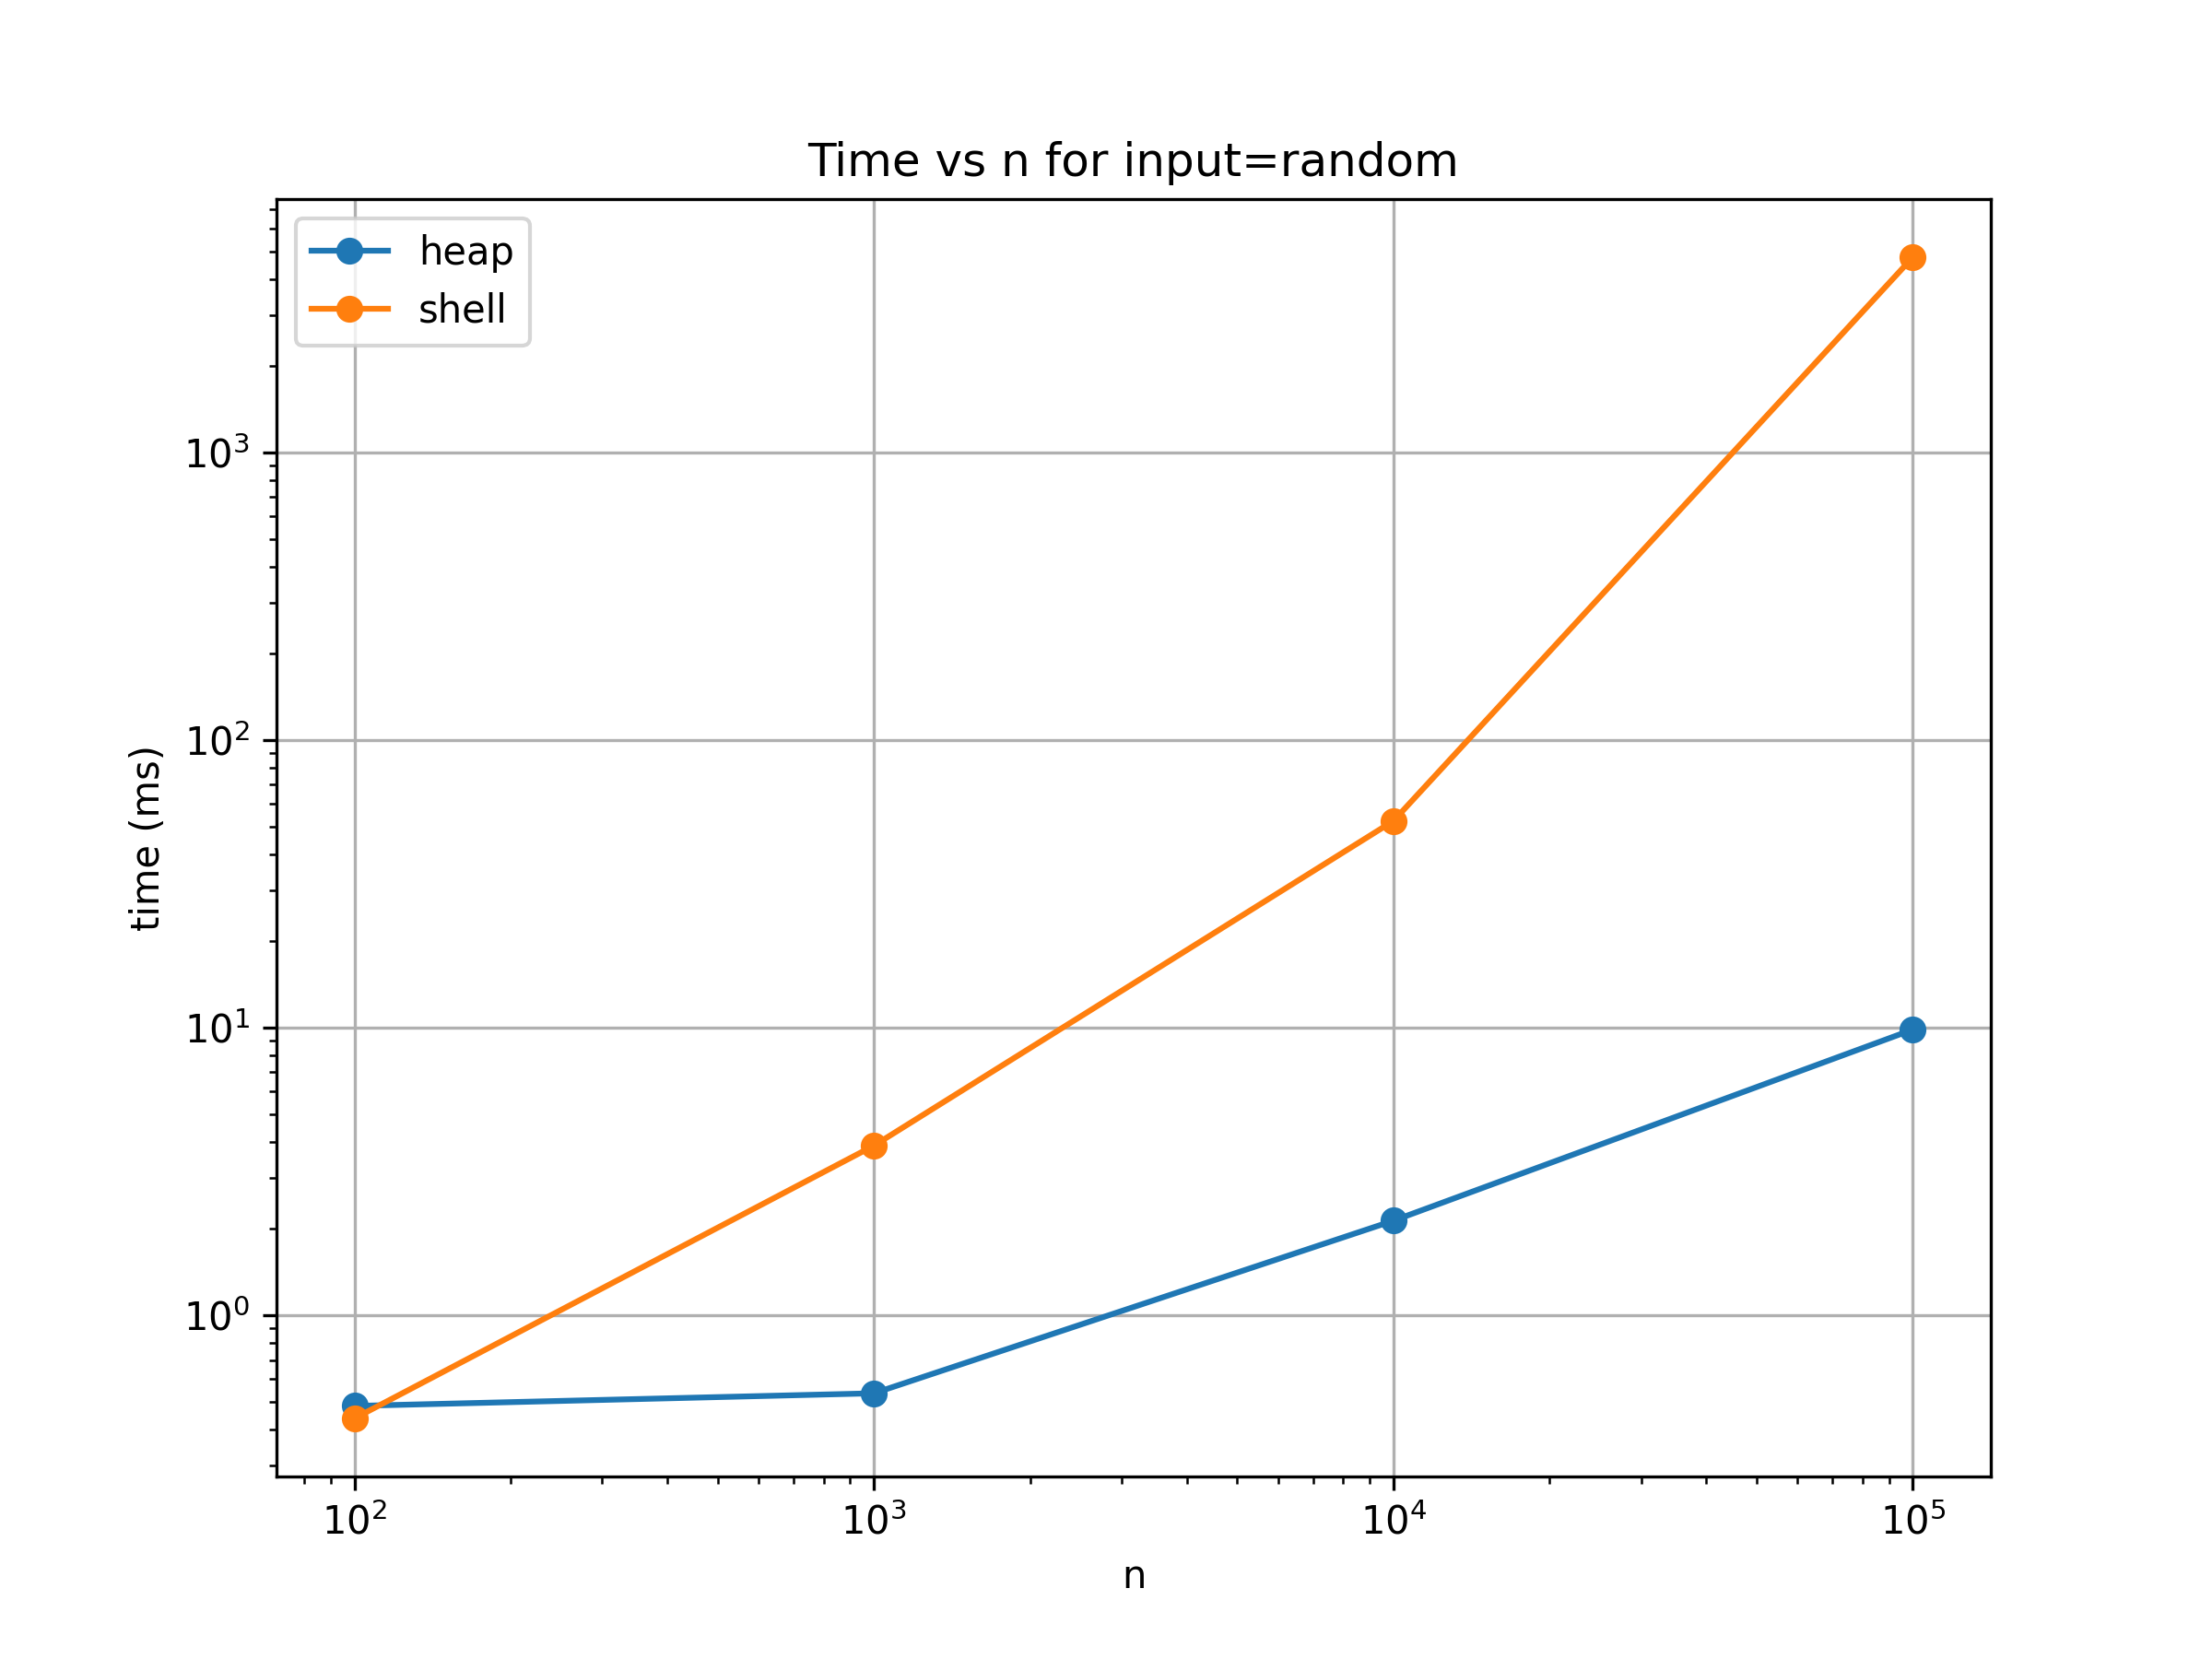 Time vs n for input=random
heap
shell
time (ms)
10³
10²
10¹
10⁰
10² 10³ 10⁴ 10⁵
n